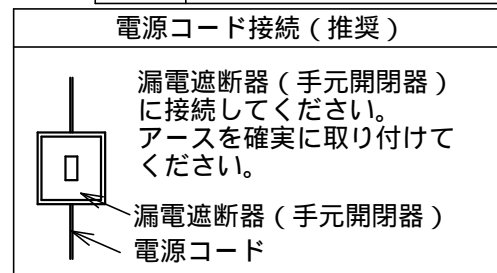 電源コード接続（推奨）
漏電遮断器（手元開閉器）
に接続してください。
アースを確実に取り付けて
ください。
漏電遮断器（手元開閉器）
電源コード